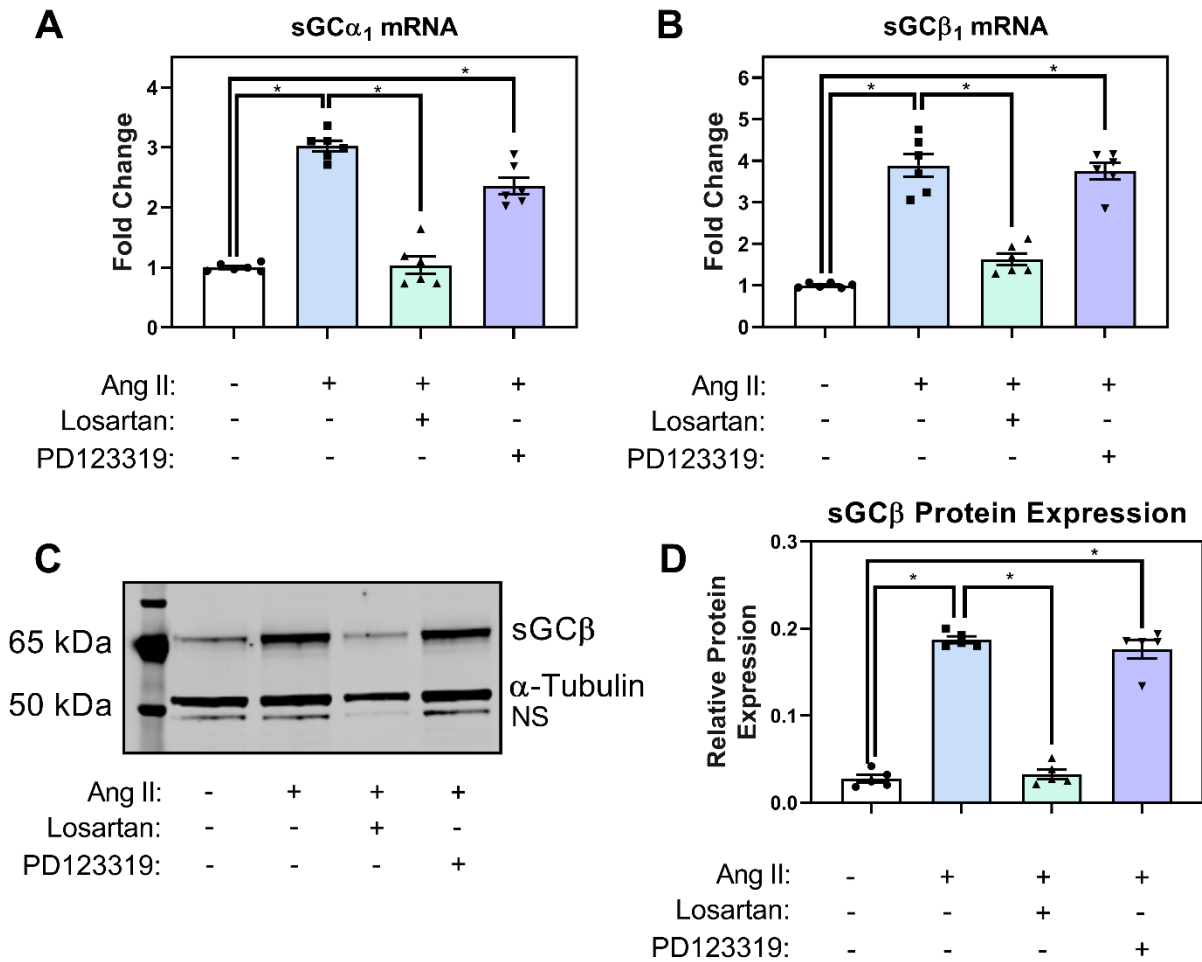 A
sGCα₁ mRNA
Fold Change
4
3
2
1
0
*
*
*
Ang II: - + + +
Losartan: - - + -
PD123319: - - - +
B
sGCβ₁ mRNA
Fold Change
6
5
4
3
2
1
0
*
*
*
Ang II: - + + +
Losartan: - - + -
PD123319: - - - +
C
65 kDa
50 kDa
sGCβ
α-Tubulin
NS
Ang II: - + + +
Losartan: - - + -
PD123319: - - - +
D
sGCβ Protein Expression
Relative Protein
Expression
0.3
0.2
0.1
0.0
*
*
*
Ang II: - + + +
Losartan: - - + -
PD123319: - - - +